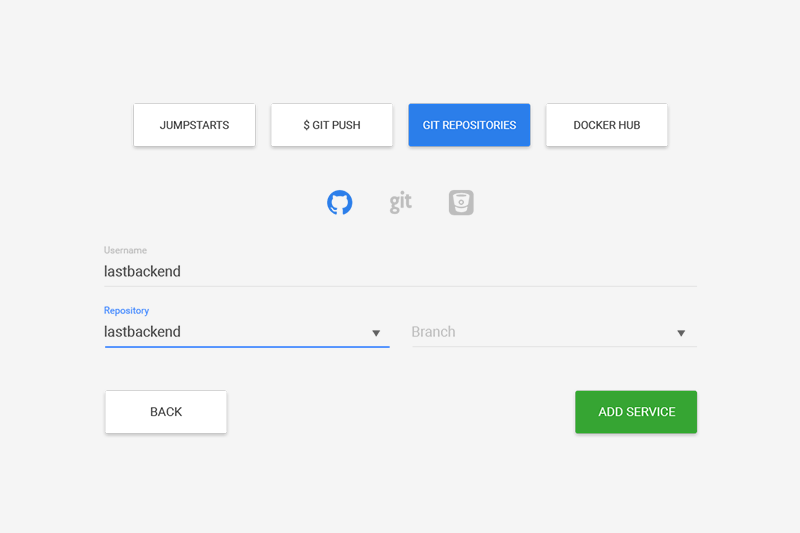 JUMPSTARTS $ GIT PUSH GIT REPOSITORIES DOCKER HUB
git
Username
lastbackend
Repository
lastbackend Branch
BACK ADD SERVICE